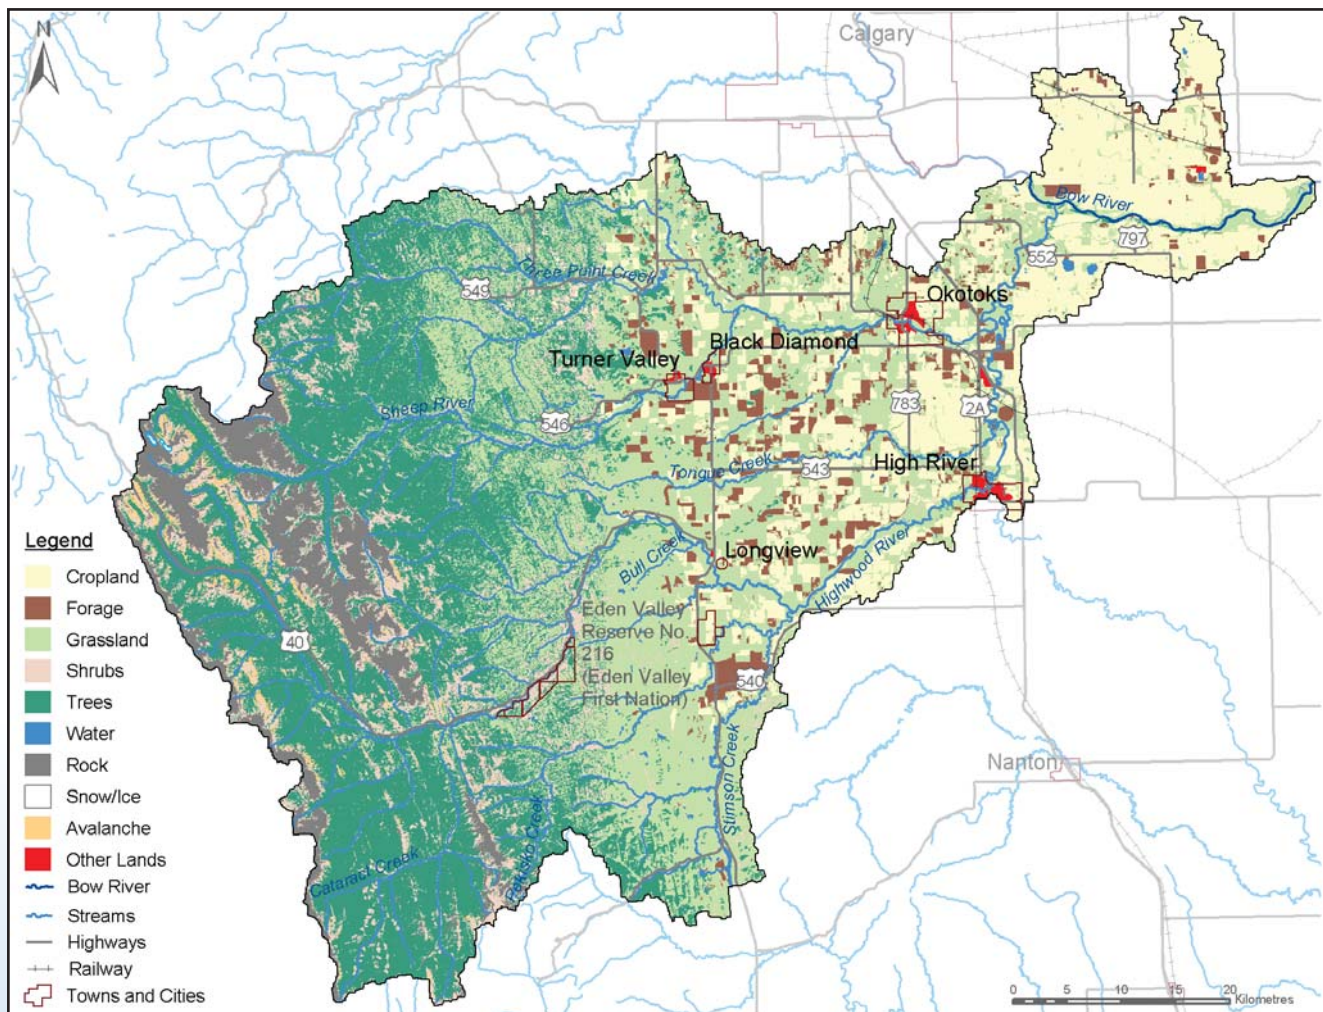 N
Calgary
Bow River
797
552
Three Point Creek
549
Okotoks
Black Diamond
Turner Valley
783
2A
Sheep River
546
Tongue Creek
543
High River
Legend
Cropland
Forage
Grassland
Shrubs
Trees
Water
Rock
Snow/Ice
Avalanche
Other Lands
Bow River
Streams
Highways
Railway
Towns and Cities
Bull Creek
Longview
Highwood River
Eden Valley
Reserve No.
216
(Eden Valley
First Nation)
40
540
Stimson Creek
Nanton
Pekisko Creek
Cataract Creek
0 5 10 15 20
Kilometres